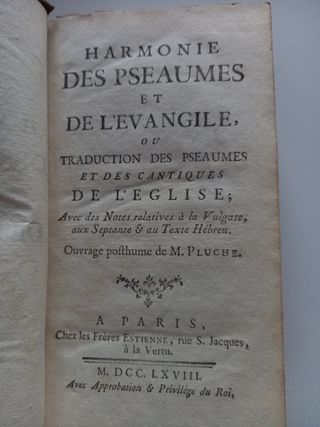 HARMONIE
DES PSEAUMES
ET
DE L'EVANGILE,
OU
TRADUCTION DES PSEAUMES
ET DES CANTIQUES
DE L'EGLISE;
Avec des Notes relatives à la Vulgate,
aux Septante & au Texte Hébreu.
Ouvrage posthume de M. PLUCHE.
A PARIS,
Chez les Frères ESTIENNE, rue S. Jacques,
à la Vertu.
M. DCC. LXVIII.
Avec Approbation & Privilége du Roi.